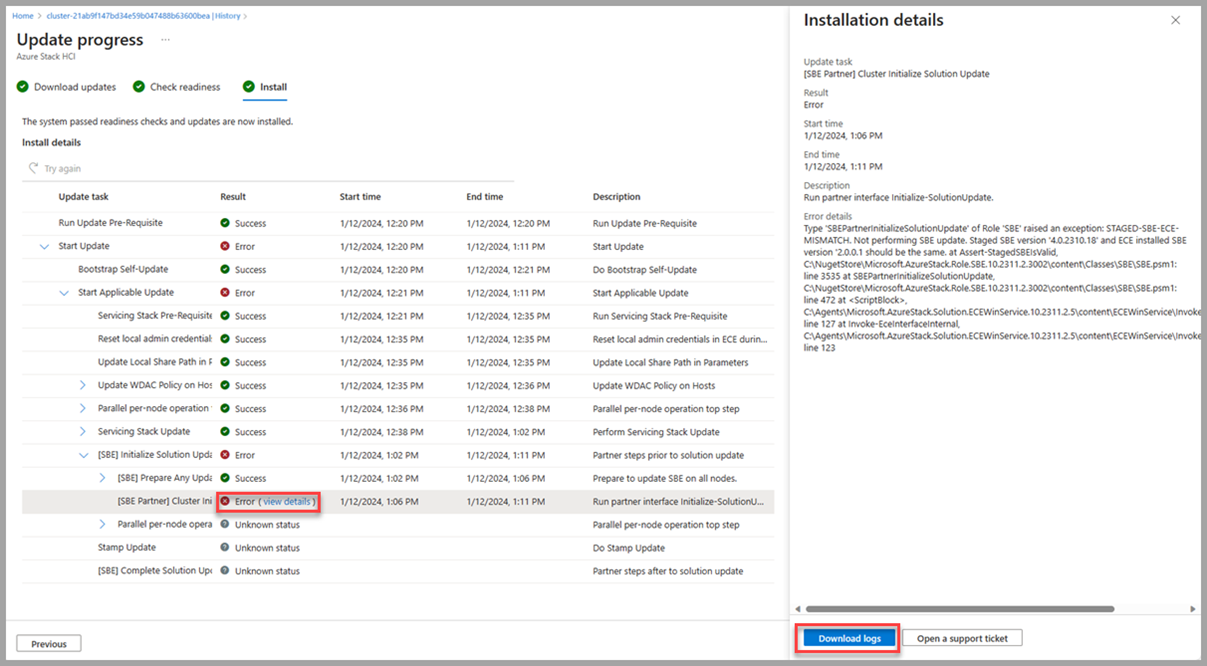 Home > cluster-21ab9f147bd34e59b047488b63600bea | History >
Update progress ...
Azure Stack HCI
Download updates Check readiness Install
The system passed readiness checks and updates are now installed.
Install details
Try again
Update task Result Start time End time Description
Run Update Pre-Requisite Success 1/12/2024, 12:20 PM 1/12/2024, 12:20 PM Run Update Pre-Requisite
Start Update Error 1/12/2024, 12:20 PM 1/12/2024, 1:11 PM Start Update
Bootstrap Self-Update Success 1/12/2024, 12:20 PM 1/12/2024, 12:21 PM Do Bootstrap Self-Update
Start Applicable Update Error 1/12/2024, 12:21 PM 1/12/2024, 1:11 PM Start Applicable Update
Servicing Stack Pre-Requisite Success 1/12/2024, 12:21 PM 1/12/2024, 12:35 PM Run Servicing Stack Pre-Requisite
Reset local admin credential Success 1/12/2024, 12:35 PM 1/12/2024, 12:35 PM Reset local admin credentials in ECE durin...
Update Local Share Path in P Success 1/12/2024, 12:35 PM 1/12/2024, 12:35 PM Update Local Share Path in Parameters
Update WDAC Policy on Hos Success 1/12/2024, 12:35 PM 1/12/2024, 12:36 PM Update WDAC Policy on Hosts
Parallel per-node operation Success 1/12/2024, 12:36 PM 1/12/2024, 12:38 PM Parallel per-node operation top step
Servicing Stack Update Success 1/12/2024, 12:38 PM 1/12/2024, 1:02 PM Perform Servicing Stack Update
[SBE] Initialize Solution Upda Error 1/12/2024, 1:02 PM 1/12/2024, 1:11 PM Partner steps prior to solution update
[SBE] Prepare Any Upda Success 1/12/2024, 1:02 PM 1/12/2024, 1:06 PM Prepare to update SBE on all nodes.
[SBE Partner] Cluster Ini Error ( view details ) 1/12/2024, 1:06 PM 1/12/2024, 1:11 PM Run partner interface Initialize-SolutionU...
Parallel per-node opera Unknown status Parallel per-node operation top step
Stamp Update Unknown status Do Stamp Update
[SBE] Complete Solution Up Unknown status Partner steps after to solution update
Previous
Installation details
Update task
[SBE Partner] Cluster Initialize Solution Update
Result
Error
Start time
1/12/2024, 1:06 PM
End time
1/12/2024, 1:11 PM
Description
Run partner interface Initialize-SolutionUpdate.
Error details
Type 'SBEPartnerInitializeSolutionUpdate' of Role 'SBE' raised an exception: STAGED-SBE-ECE-
MISMATCH. Not performing SBE update. Staged SBE version '4.0.2310.18' and ECE installed SBE
version '2.0.0.1 should be the same. at Assert-StagedSBEIsValid,
C:\NugetStore\Microsoft.AzureStack.Role.SBE.10.2311.2.3002\content\Classes\SBE\SBE.psm1:
line 3535 at SBEPartnerInitializeSolutionUpdate,
C:\NugetStore\Microsoft.AzureStack.Role.SBE.10.2311.2.3002\content\Classes\SBE\SBE.psm1:
line 472 at <ScriptBlock>,
C:\Agents\Microsoft.AzureStack.Solution.ECEWinService.10.2311.2.5\content\ECEWinService\Invoke
line 127 at Invoke-EceInterfaceInternal,
C:\Agents\Microsoft.AzureStack.Solution.ECEWinService.10.2311.2.5\content\ECEWinService\Invoke
line 123
Download logs Open a support ticket